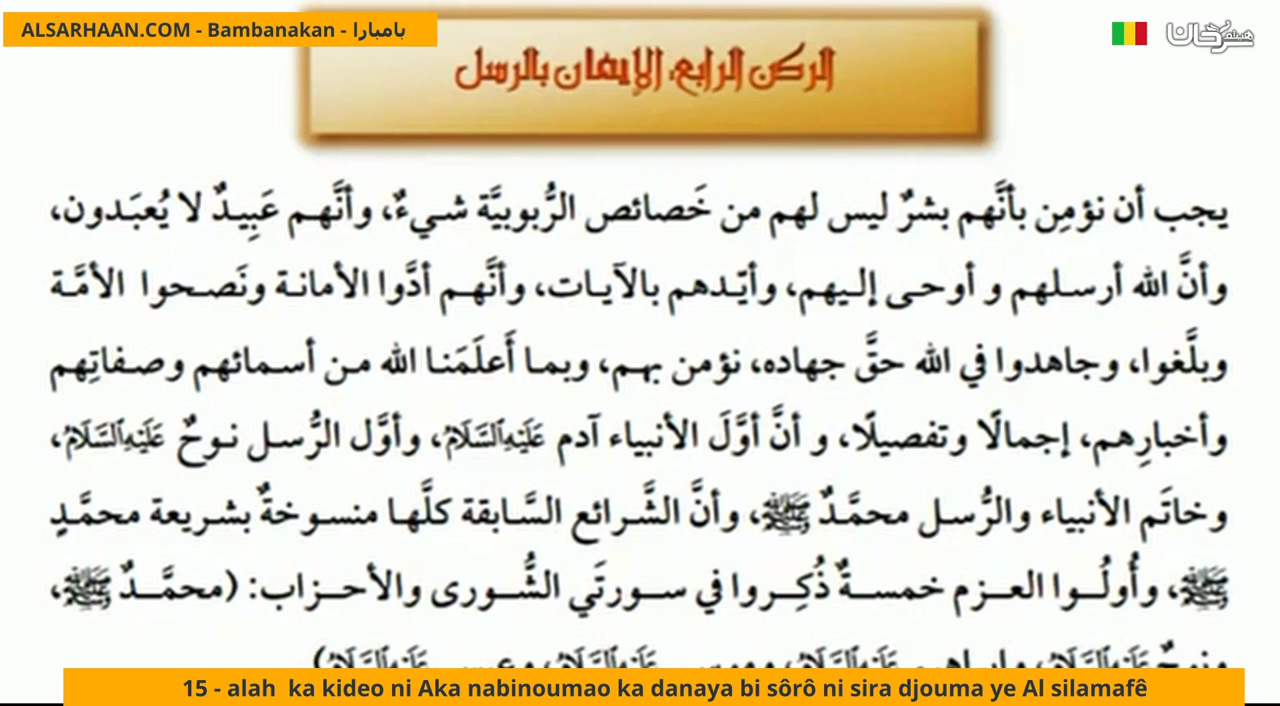 ALSARHAAN.COM - Bambanakan - بامبارا
سرحان
الركن الرابع: الإيمان بالرسل
يجب أن نؤمِن بأنَّهم بشرٌ ليس لهم من خَصائص الرُّبوبيَّة شيءٌ، وأنَّهم عَبِيدٌ لا يُعبَدون،
وأنَّ الله أرسلهم و أوحى إليهم، وأيّدهم بالآيات، وأنَّهم أدَّوا الأمانة ونَصحوا الأمَّة
وبلَّغوا، وجاهدوا في الله حقَّ جهاده، نؤمن بهم، وبما أَعلَمَنا الله من أسمائهم وصفاتِهم
وأخبارِهم، إجمالًا وتفصيلًا، و أنَّ أوَّلَ الأنبياء آدم عَلَيْهِ السَّلَامُ، وأوَّل الرُّسل نوحٌ عَلَيْهِ السَّلَامُ،
وخاتَم الأنبياء والرُّسل محمَّدٌ ﷺ، وأنَّ الشَّرائع السَّابقة كلَّها منسوخةٌ بشريعة محمَّدٍ
ﷺ، وأُولُوا العزم خمسةٌ ذُكِروا في سورتَي الشُّورى والأحزاب: (محمَّدٌ ﷺ،
15 - alah ka kideo ni Aka nabinoumao ka danaya bi sôrô ni sira djouma ye Al silamafê